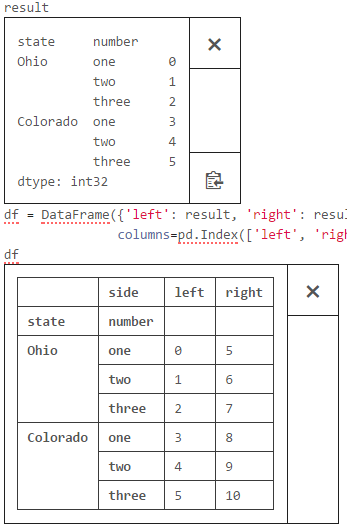 result
state number
Ohio one 0
two 1
three 2
Colorado one 3
two 4
three 5
dtype: int32
df = DataFrame({'left': result, 'right': resu
columns=pd.Index(['left', 'rig
df
side left right
state number
Ohio one 0 5
two 1 6
three 2 7
Colorado one 3 8
two 4 9
three 5 10